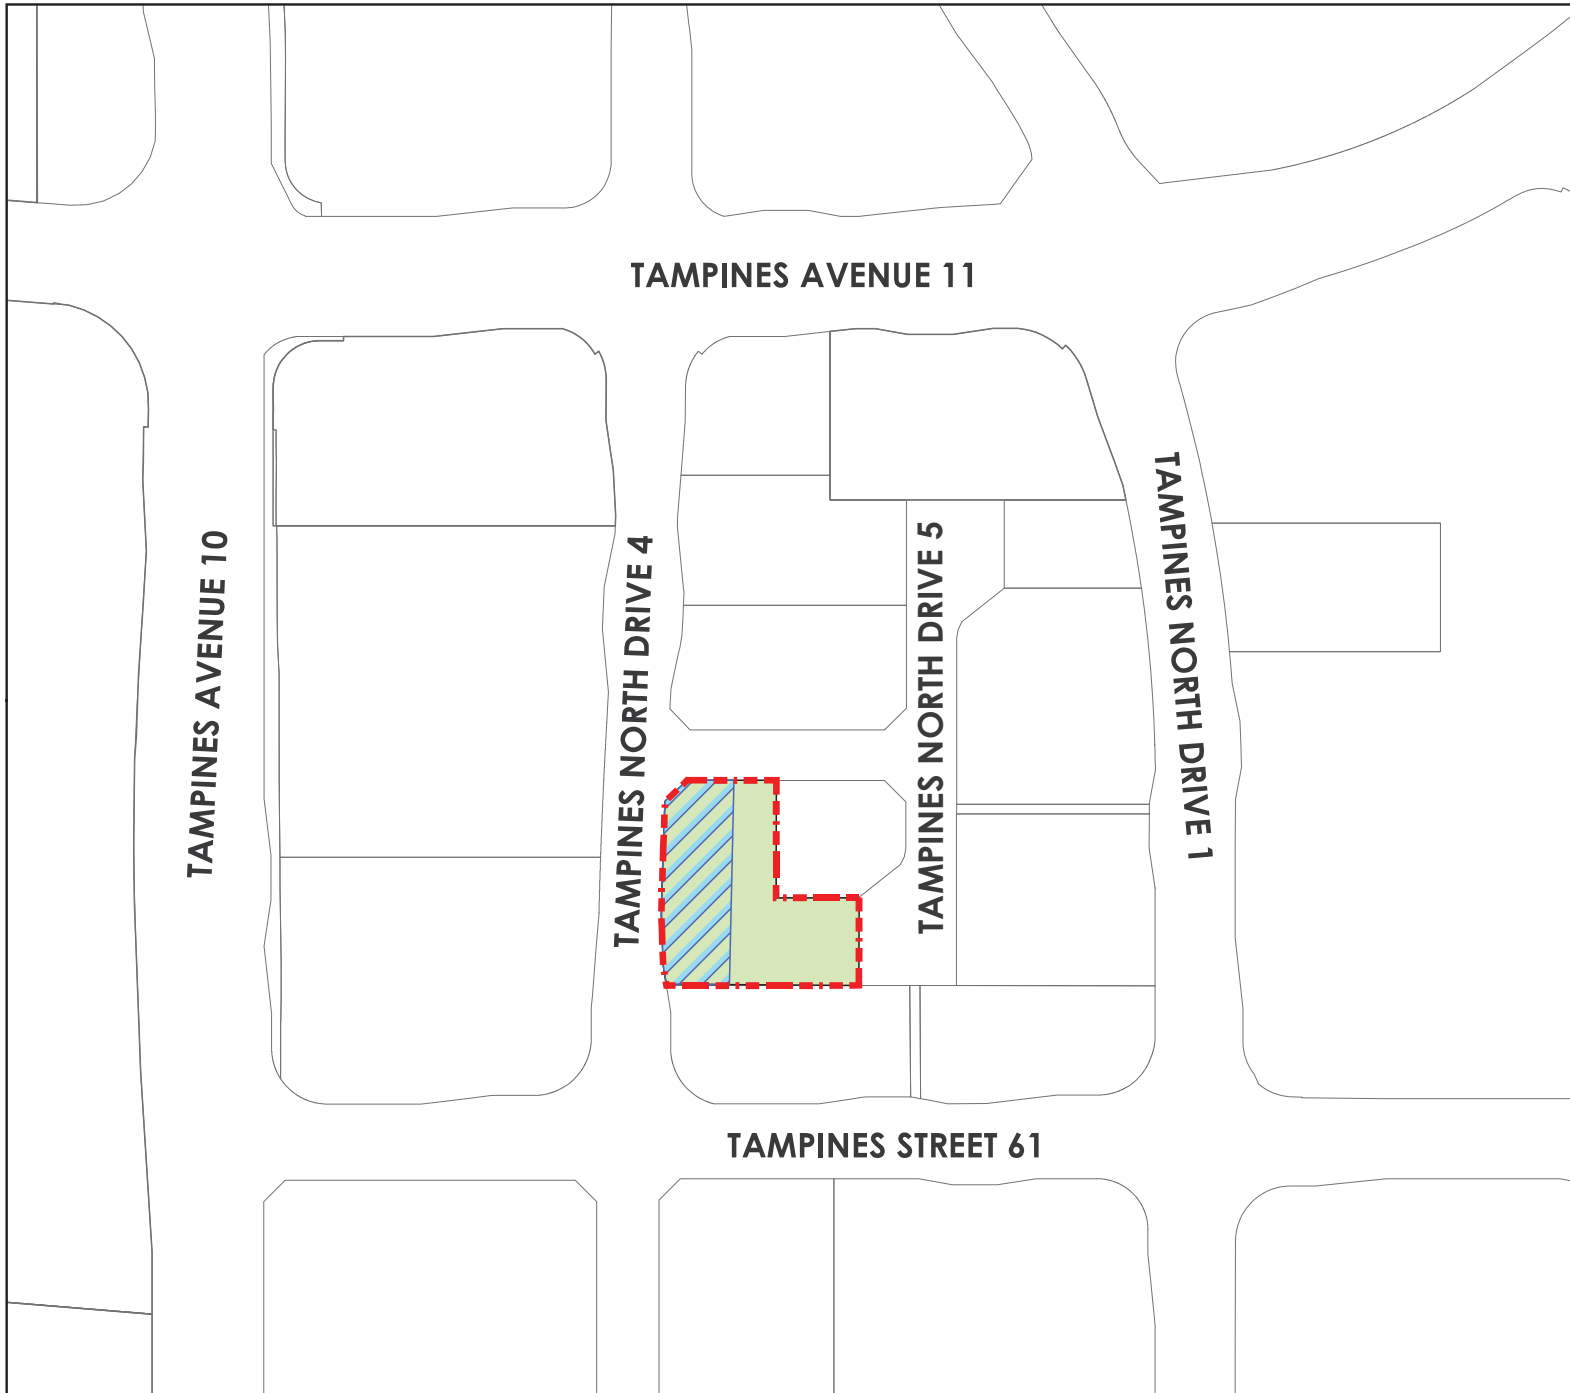 TAMPINES AVENUE 11
TAMPINES AVENUE 10
TAMPINES NORTH DRIVE 4
TAMPINES NORTH DRIVE 5
TAMPINES NORTH DRIVE 1
TAMPINES STREET 61